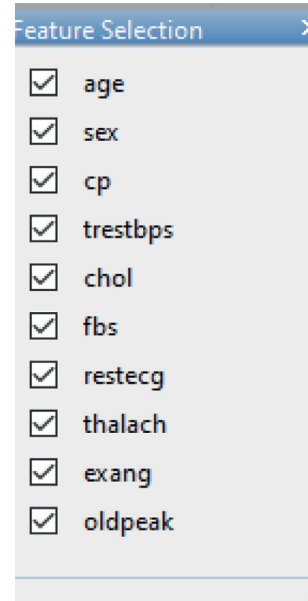 Feature Selection
age
sex
cp
trestbps
chol
fbs
restecg
thalach
exang
oldpeak